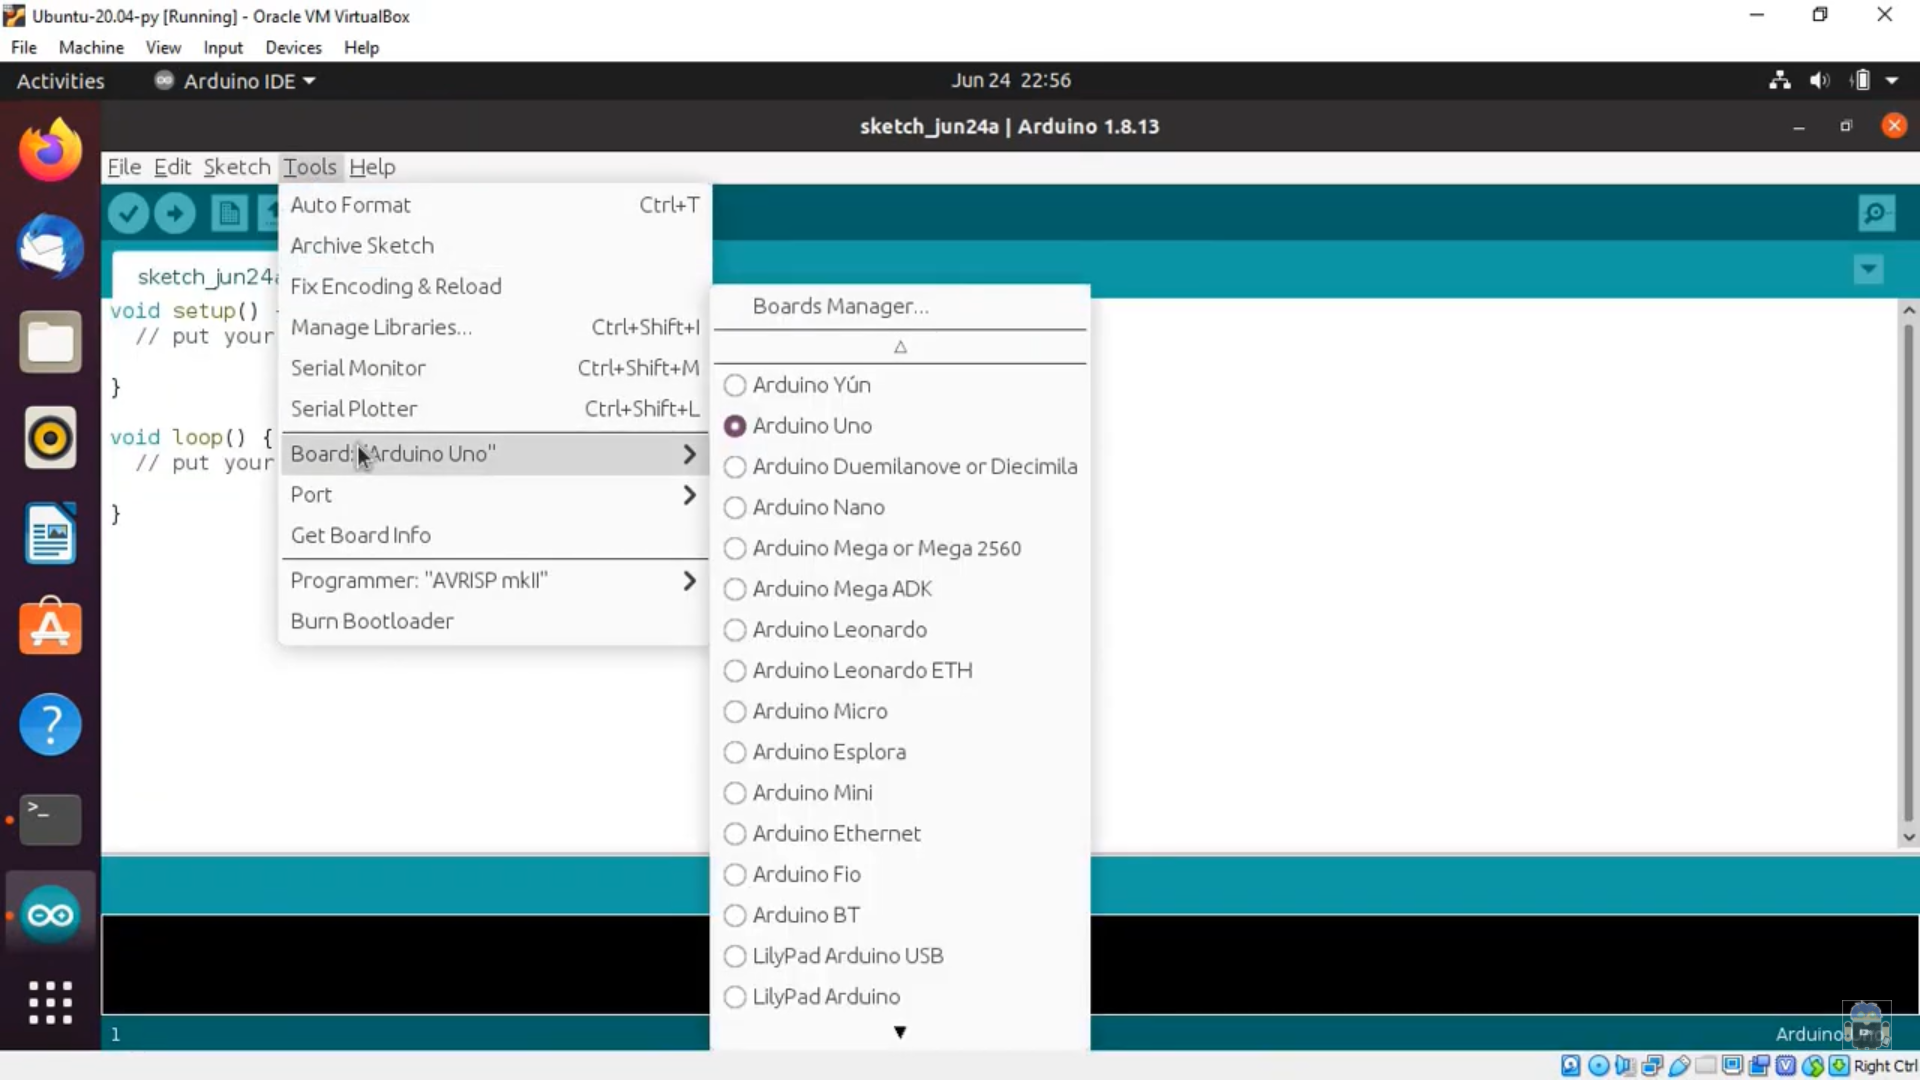 Ubuntu-20.04-py [Running] - Oracle VM VirtualBox
File Machine View Input Devices Help
Activities Arduino IDE Jun 24 22:56
sketch_jun24a | Arduino 1.8.13
File Edit Sketch Tools Help
sketch_jun24a
void setup()
// put your
}
void loop() {
// put your
}
Auto Format Ctrl+T
Archive Sketch
Fix Encoding & Reload
Manage Libraries... Ctrl+Shift+I
Serial Monitor Ctrl+Shift+M
Serial Plotter Ctrl+Shift+L
Board: "Arduino Uno"
Port
Get Board Info
Programmer: "AVRISP mkII"
Burn Bootloader
Boards Manager...
Arduino Yún
Arduino Uno
Arduino Duemilanove or Diecimila
Arduino Nano
Arduino Mega or Mega 2560
Arduino Mega ADK
Arduino Leonardo
Arduino Leonardo ETH
Arduino Micro
Arduino Esplora
Arduino Mini
Arduino Ethernet
Arduino Fio
Arduino BT
LilyPad Arduino USB
LilyPad Arduino
1
Arduino
Right Ctrl